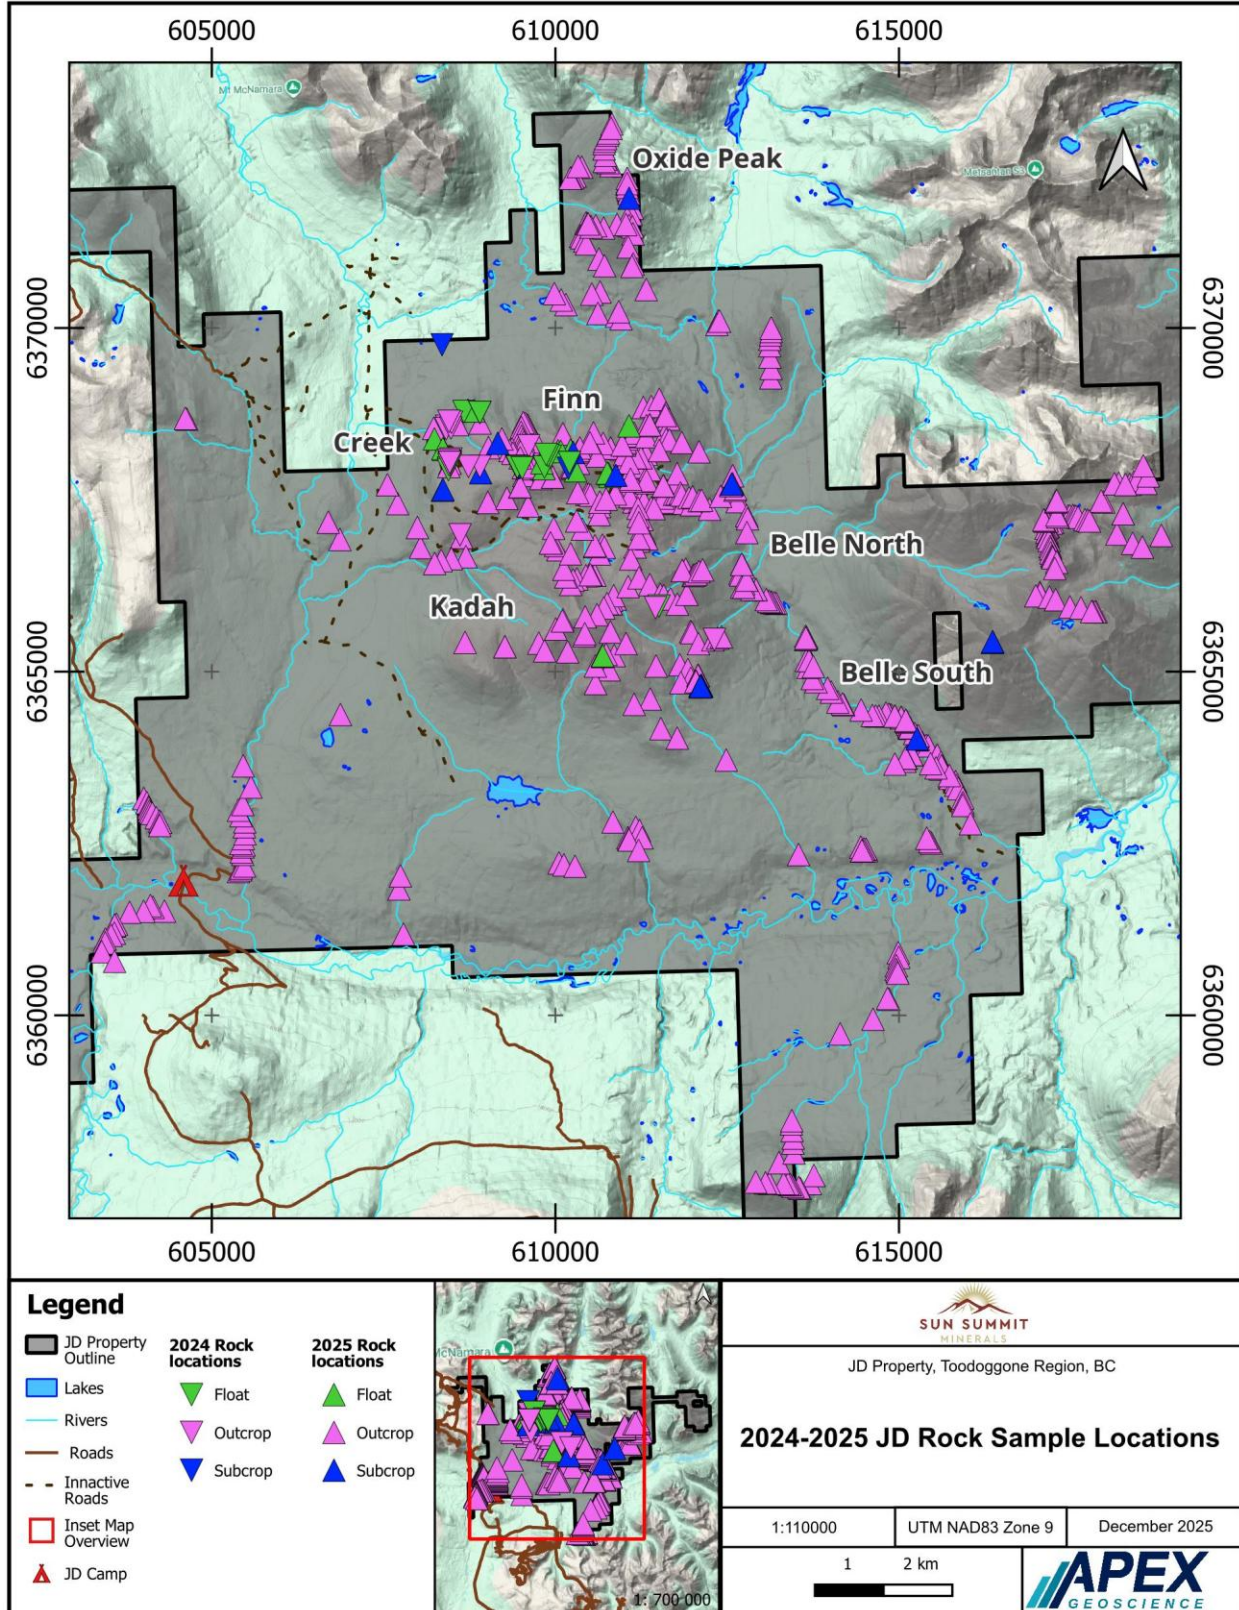 605000
610000
615000
Mt McNamara
Oxide Peak
Metsantan Sa
6370000
6370000
Finn
Creek
Belle North
Kadah
Belle South
6365000
6365000
6360000
6360000
605000
610000
615000
Legend
JD Property
Outline
Lakes
Rivers
Roads
Innactive
Roads
Inset Map
Overview
JD Camp
2024 Rock
locations
Float
Outcrop
Subcrop
2025 Rock
locations
Float
Outcrop
Subcrop
McNamara
1: 700 000
SUN SUMMIT
MINERALS
JD Property, Toodoggone Region, BC
2024-2025 JD Rock Sample Locations
1:110000
UTM NAD83 Zone 9
December 2025
1 2 km
APEX
GEOSCIENCE